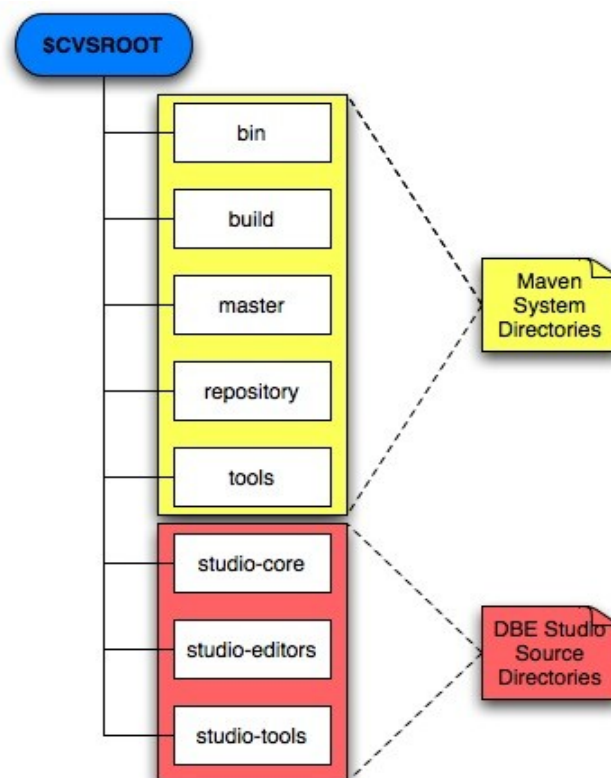 $CVSROOT
bin
build
master
repository
tools
Maven
System
Directories
studio-core
studio-editors
studio-tools
DBE Studio
Source
Directories